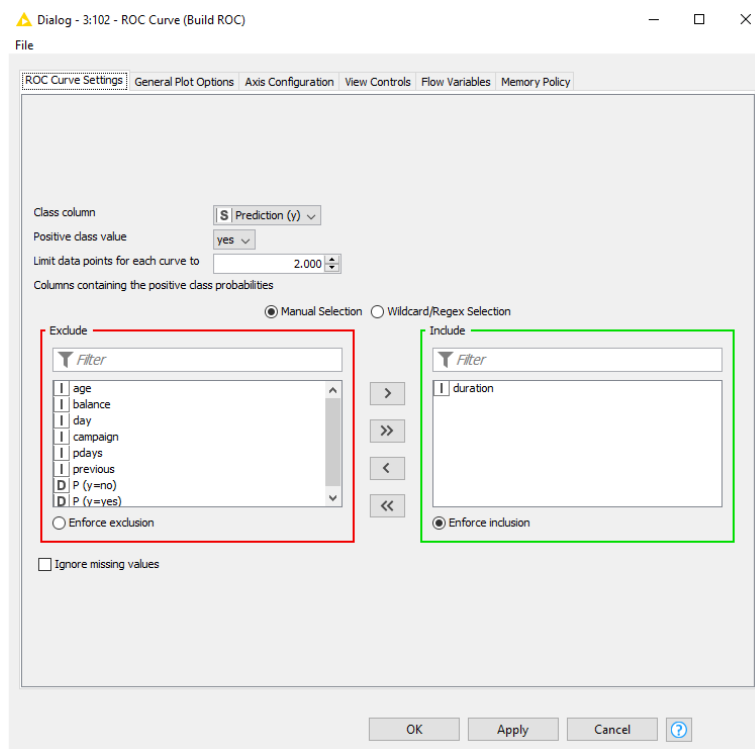 Dialog - 3:102 - ROC Curve (Build ROC)
File
ROC Curve Settings General Plot Options Axis Configuration View Controls Flow Variables Memory Policy
Class column S Prediction (y)
Positive class value yes
Limit data points for each curve to 2.000
Columns containing the positive class probabilities
Manual Selection Wildcard/Regex Selection
Exclude Include
Filter Filter
I age > I duration
I balance
I day >>
I campaign
I pdays <
I previous
D P (y=no) <<
D P (y=yes)
Enforce exclusion Enforce inclusion
Ignore missing values
OK Apply Cancel ?